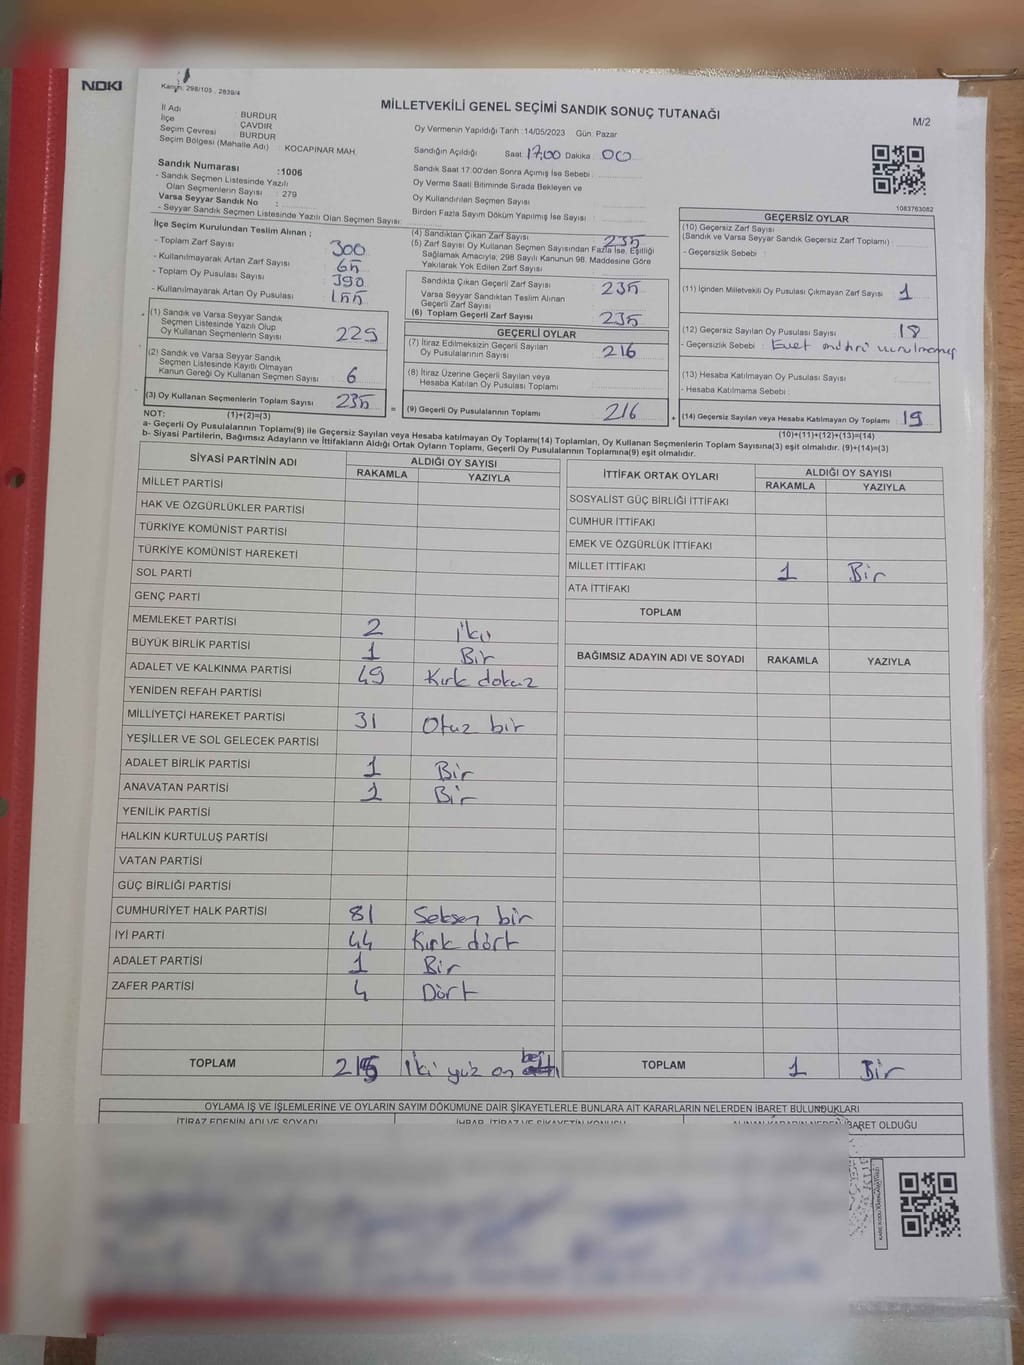 NOKI
Kanun: 298/105 . 2839/4
MİLLETVEKİLİ GENEL SEÇİMİ SANDIK SONUÇ TUTANAĞI
M/2
İl Adı BURDUR
İlçe ÇAVDIR
Seçim Çevresi BURDUR
Seçim Bölgesi (Mahalle Adı) : KOCAPINAR MAH.
Oy Vermenin Yapıldığı Tarih :14/05/2023 Gün: Pazar
Sandığın Açıldığı Saat 17:00 Dakika : 00
Sandık Saat 17:00'den Sonra Açımış İse Sebebi :
Oy Verme Saati Bitiminde Sırada Bekleyen ve
Oy Kullandırılan Seçmen Sayısı
Birden Fazla Sayım Döküm Yapılmış İse Sayısı :
1083763082
Sandık Numarası :1006
- Sandık Seçmen Listesinde Yazılı
Olan Seçmenlerin Sayısı : 279
Varsa Seyyar Sandık No :
- Seyyar Sandık Seçmen Listesinde Yazılı Olan Seçmen Sayısı:
İlçe Seçim Kurulundan Teslim Alınan ;
- Toplam Zarf Sayısı 300
- Kullanılmayarak Artan Zarf Sayısı 65
- Toplam Oy Pusulası Sayısı 390
- Kullanılmayarak Artan Oy Pusulası 155
(1) Sandık ve Varsa Seyyar Sandık
Seçmen Listesinde Yazılı Olup
Oy Kullanan Seçmenlerin Sayısı 229
(2) Sandık ve Varsa Seyyar Sandık
Seçmen Listesinde Kayıtlı Olmayan
Kanun Gereği Oy Kullanan Seçmen Sayısı 6
(3) Oy Kullanan Seçmenlerin Toplam Sayısı 235
(4) Sandıktan Çıkan Zarf Sayısı 235
(5) Zarf Sayısı Oy Kullanan Seçmen Sayısından Fazla İse, Eşitliği
Sağlamak Amacıyla; 298 Sayılı Kanunun 98. Maddesine Göre
Yakılarak Yok Edilen Zarf Sayısı
Sandıkta Çıkan Geçerli Zarf Sayısı 235
Varsa Seyyar Sandıktan Teslim Alınan
Geçerli Zarf Sayısı
(6) Toplam Geçerli Zarf Sayısı 235
GEÇERLİ OYLAR
(7) İtiraz Edilmeksizin Geçerli Sayılan
Oy Pusulalarının Sayısı 216
(8) İtiraz Üzerine Geçerli Sayılan veya
Hesaba Katılan Oy Pusulası Toplamı
= (9) Geçerli Oy Pusulalarının Toplamı 216
GEÇERSİZ OYLAR
(10) Geçersiz Zarf Sayısı
(Sandık ve Varsa Seyyar Sandık Geçersiz Zarf Toplamı) :
- Geçersizlik Sebebi :
(11) İçinden Milletvekili Oy Pusulası Çıkmayan Zarf Sayısı 1
(12) Geçersiz Sayılan Oy Pusulası Sayısı 18
- Geçersizlik Sebebi : Evet mührü vurulmamış
(13) Hesaba Katılmayan Oy Pusulası Sayısı
- Hesaba Katılmama Sebebi :
+ (14) Geçersiz Sayılan veya Hesaba Katılmayan Oy Toplamı : 19
NOT: (1)+(2)=(3)
(10)+(11)+(12)+(13)=(14)
a- Geçerli Oy Pusulalarının Toplamı(9) ile Geçersiz Sayılan veya Hesaba katılmayan Oy Toplamı(14) Toplamları, Oy Kullanan Seçmenlerin Toplam Sayısına(3) eşit olmalıdır. (9)+(14)=(3)
b- Siyasi Partilerin, Bağımsız Adayların ve İttifakların Aldığı Ortak Oyların Toplamı, Geçerli Oy Pusulalarının Toplamına(9) eşit olmalıdır.
SİYASİ PARTİNİN ADI ALDIĞI OY SAYISI
RAKAMLA YAZIYLA
MİLLET PARTİSİ
HAK VE ÖZGÜRLÜKLER PARTİSİ
TÜRKİYE KOMÜNİST PARTİSİ
TÜRKİYE KOMÜNİST HAREKETİ
SOL PARTİ
GENÇ PARTİ
MEMLEKET PARTİSİ 2 iki
BÜYÜK BİRLİK PARTİSİ 1 Bir
ADALET VE KALKINMA PARTİSİ 49 Kırk dokuz
YENİDEN REFAH PARTİSİ
MİLLİYETÇİ HAREKET PARTİSİ 31 Otuz bir
YEŞİLLER VE SOL GELECEK PARTİSİ
ADALET BİRLİK PARTİSİ 1 Bir
ANAVATAN PARTİSİ 1 Bir
YENİLİK PARTİSİ
HALKIN KURTULUŞ PARTİSİ
VATAN PARTİSİ
GÜÇ BİRLİĞİ PARTİSİ
CUMHURİYET HALK PARTİSİ 81 Seksen bir
İYİ PARTİ 44 Kırk dört
ADALET PARTİSİ 1 Bir
ZAFER PARTİSİ 4 Dört
TOPLAM 215 İki yüz on beş
İTTİFAK ORTAK OYLARI ALDIĞI OY SAYISI
RAKAMLA YAZIYLA
SOSYALİST GÜÇ BİRLİĞİ İTTİFAKI
CUMHUR İTTİFAKI
EMEK VE ÖZGÜRLÜK İTTİFAKI
MİLLET İTTİFAKI 1 Bir
ATA İTTİFAKI
TOPLAM
BAĞIMSIZ ADAYIN ADI VE SOYADI RAKAMLA YAZIYLA
TOPLAM 1 Bir
OYLAMA İŞ VE İŞLEMLERİNE VE OYLARIN SAYIM DÖKÜMÜNE DAİR ŞİKAYETLERLE BUNLARA AİT KARARLARIN NELERDEN İBARET BULUNDUKLARI
İTİRAZ EDENİN ADI VE SOYADI İHBAR, İTİRAZ VE ŞİKAYETİN KONUSU ALINAN KARARIN NEDEN İBARET OLDUĞU